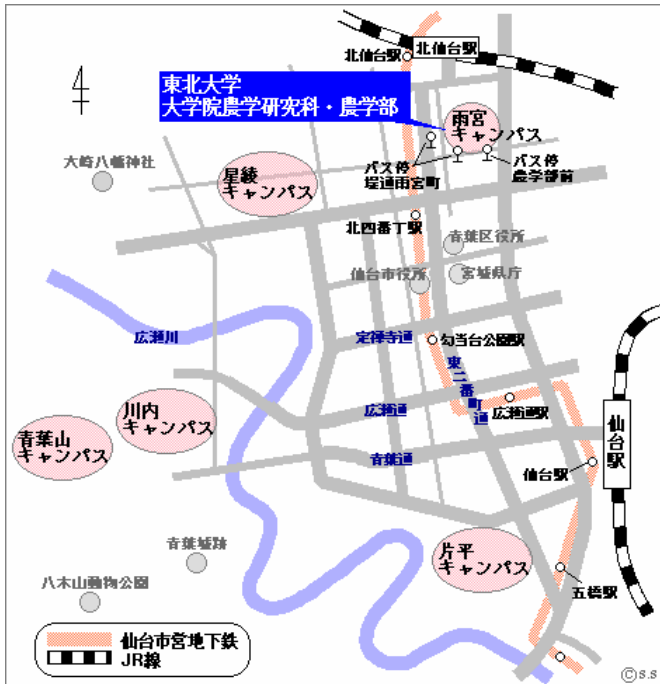 北仙台駅
北仙台駅
東北大学
大学院農学研究科・農学部
雨宮
キャンパス
バス停
堤通雨宮町
バス停
農学部前
大崎八幡神社
星綾
キャンパス
北四番丁駅
青葉区役所
仙台市役所
宮城県庁
広瀬川
定禅寺通
勾当台公園駅
東二番町通
川内
キャンパス
広瀬通
広瀬通駅
青葉山
キャンパス
青葉通
仙台駅
仙台駅
青葉城跡
片平
キャンパス
八木山動物公園
五橋駅
仙台市営地下鉄
JR線
©s.s